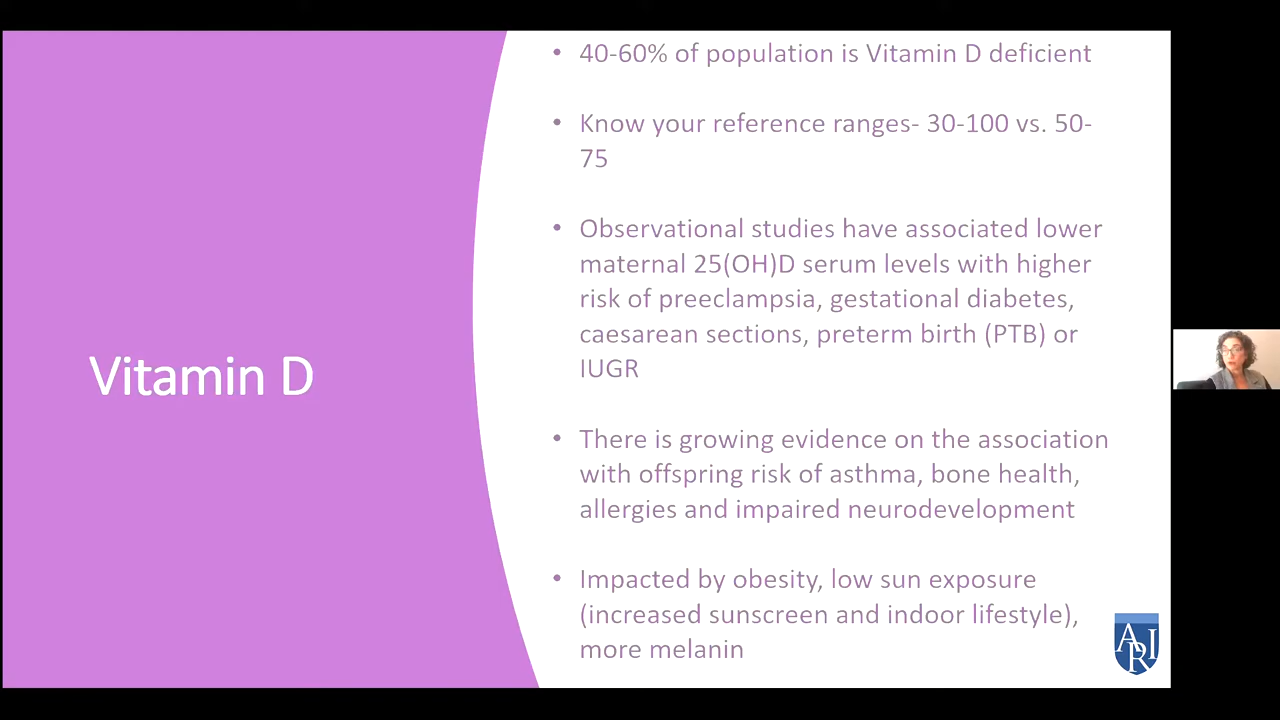 Vitamin D
• 40-60% of population is Vitamin D deficient
• Know your reference ranges- 30-100 vs. 50-
75
• Observational studies have associated lower
maternal 25(OH)D serum levels with higher
risk of preeclampsia, gestational diabetes,
caesarean sections, preterm birth (PTB) or
IUGR
• There is growing evidence on the association
with offspring risk of asthma, bone health,
allergies and impaired neurodevelopment
• Impacted by obesity, low sun exposure
(increased sunscreen and indoor lifestyle),
more melanin
ARI